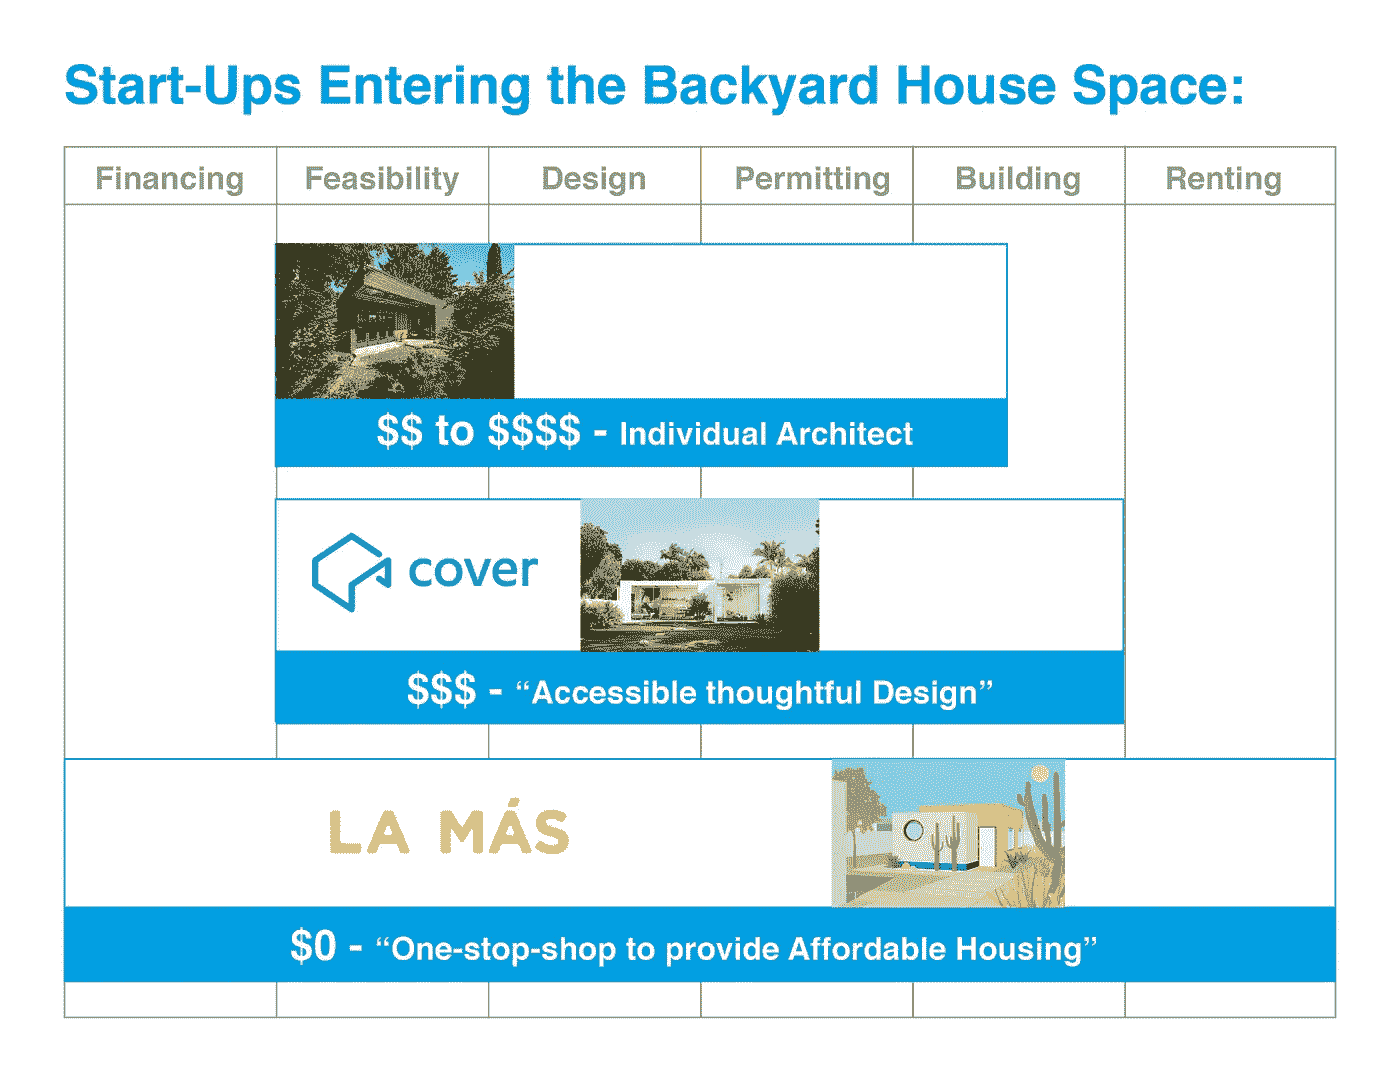 Start-Ups Entering the Backyard House Space:
Financing Feasibility Design Permitting Building Renting
$$ to $$$$ - Individual Architect
cover
$$$ - “Accessible thoughtful Design”
LA MÁS
$0 - “One-stop-shop to provide Affordable Housing”